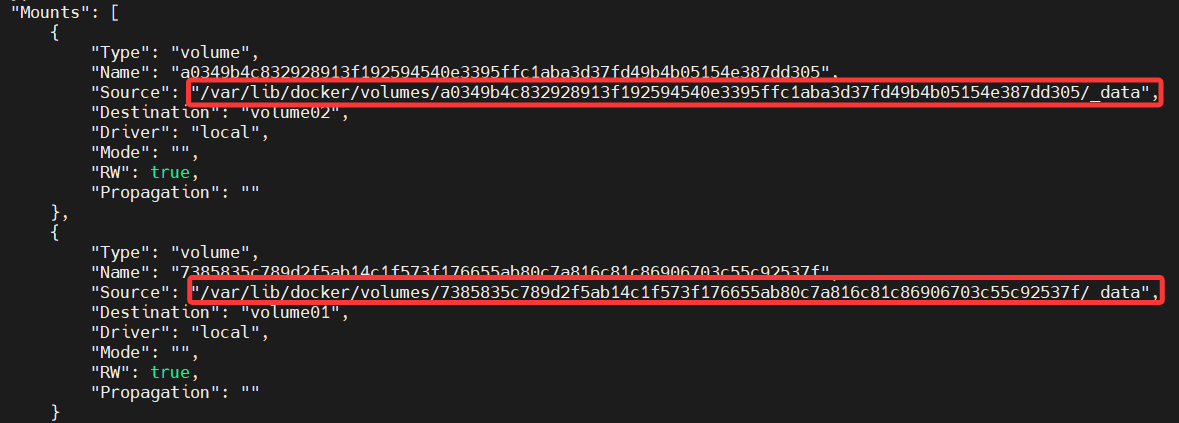 "Mounts": [
{
"Type": "volume",
"Name": "a0349b4c832928913f192594540e3395ffc1aba3d37fd49b4b05154e387dd305",
"Source": "/var/lib/docker/volumes/a0349b4c832928913f192594540e3395ffc1aba3d37fd49b4b05154e387dd305/_data",
"Destination": "volume02",
"Driver": "local",
"Mode": "",
"RW": true,
"Propagation": ""
},
{
"Type": "volume",
"Name": "7385835c789d2f5ab14c1f573f176655ab80c7a816c81c86906703c55c92537f"
"Source": "/var/lib/docker/volumes/7385835c789d2f5ab14c1f573f176655ab80c7a816c81c86906703c55c92537f/_data",
"Destination": "volume01",
"Driver": "local",
"Mode": "",
"RW": true,
"Propagation": ""
}